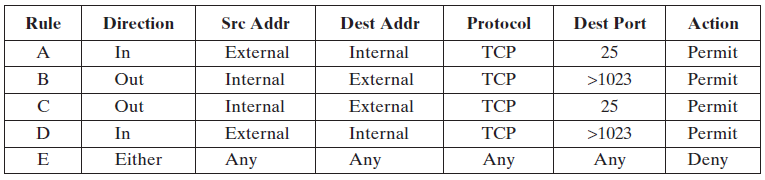 Rule Direction Src Addr Dest Addr Protocol Dest Port Action
A In External Internal TCP 25 Permit
B Out Internal External TCP >1023 Permit
C Out Internal External TCP 25 Permit
D In External Internal TCP >1023 Permit
E Either Any Any Any Any Deny